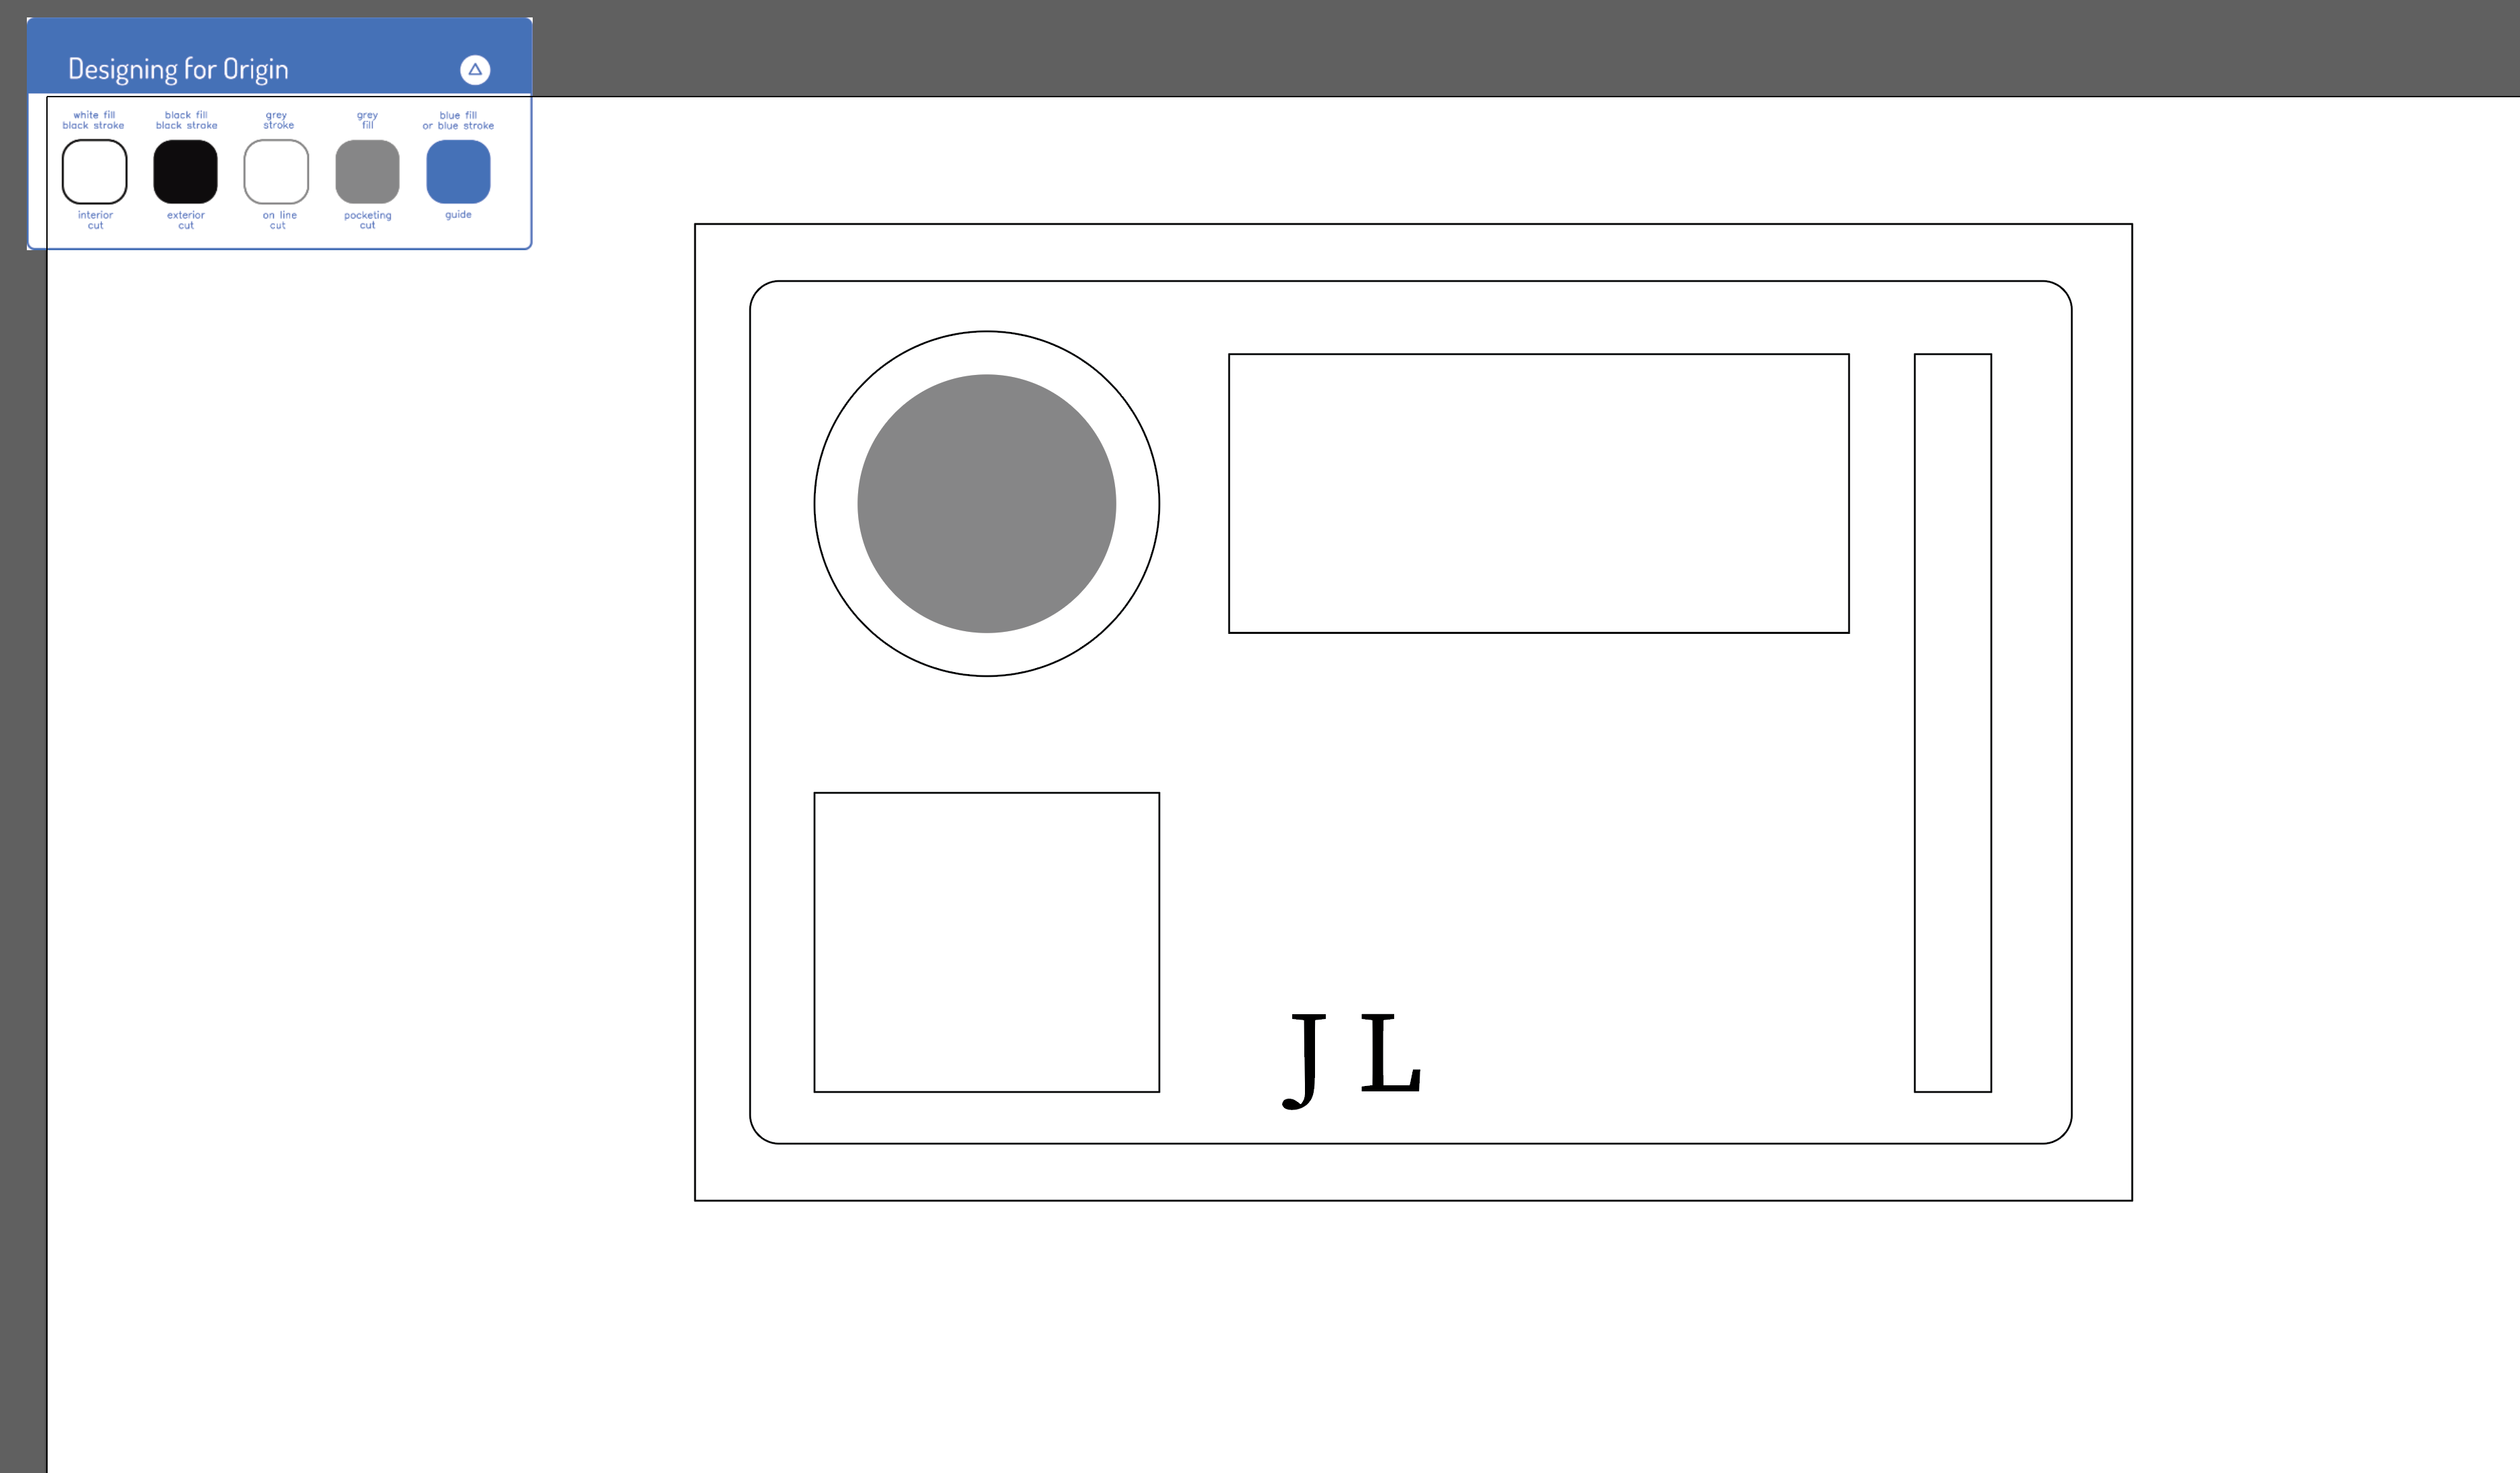 Designing for Origin
white fill
black stroke
black fill
black stroke
grey
stroke
grey
fill
blue fill
or blue stroke
interior
cut
exterior
cut
on line
cut
pocketing
cut
guide
J L